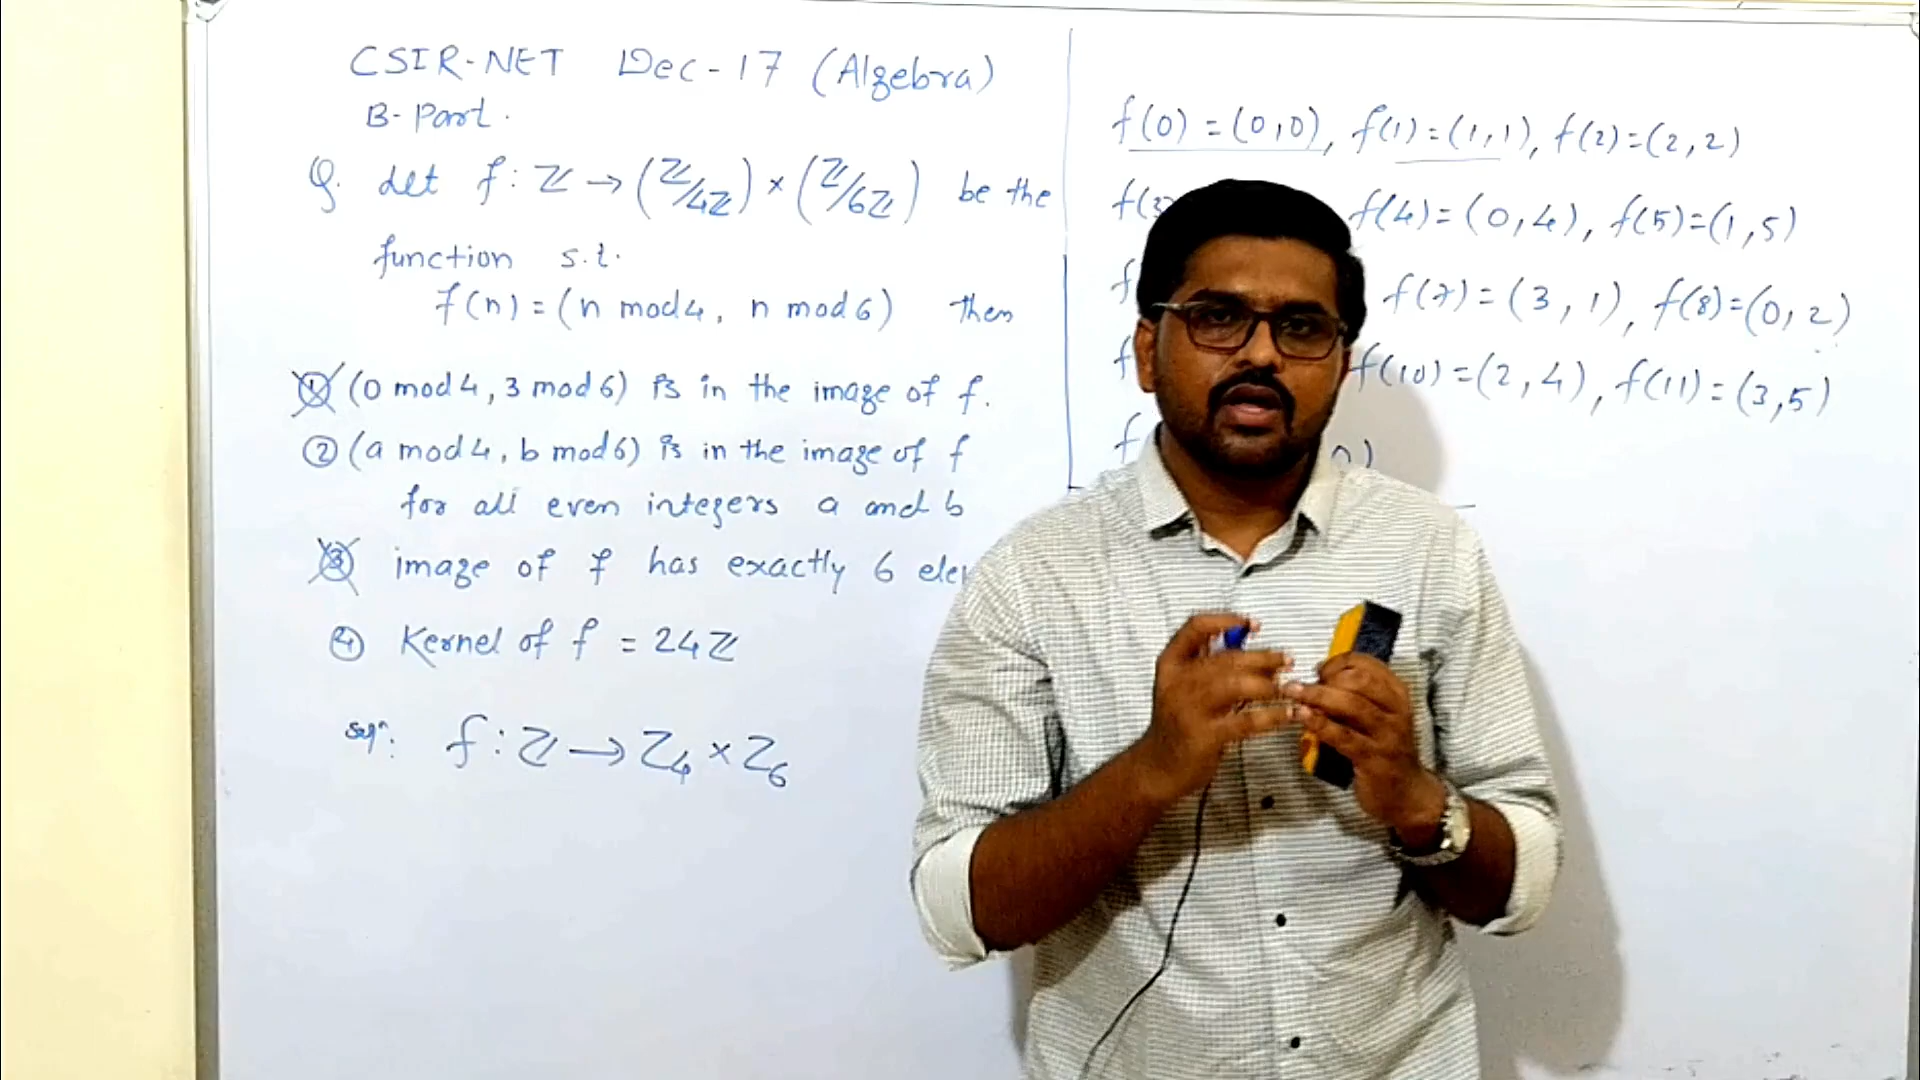 CSIR-NET Dec-17 (Algebra)
B-Part.
Q. Let f : ℤ → (ℤ/4ℤ) × (ℤ/6ℤ) be the
function s.t.
f(n) = (n mod 4, n mod 6) then
① (0 mod 4, 3 mod 6) is in the image of f.
② (a mod 4, b mod 6) is in the image of f
for all even integers a and b
③ image of f has exactly 6
④ Kernel of f = 24ℤ
Solⁿ: f : ℤ → ℤ₄ × ℤ₆
f(0) = (0,0), f(1) = (1,1), f(2)=(2,2)
f(3 f(4) = (0,4), f(5)=(1,5)
f( f(7) = (3,1), f(8)=(0,2)
f( f(10) = (2,4), f(11) = (3,5)
f( 0)